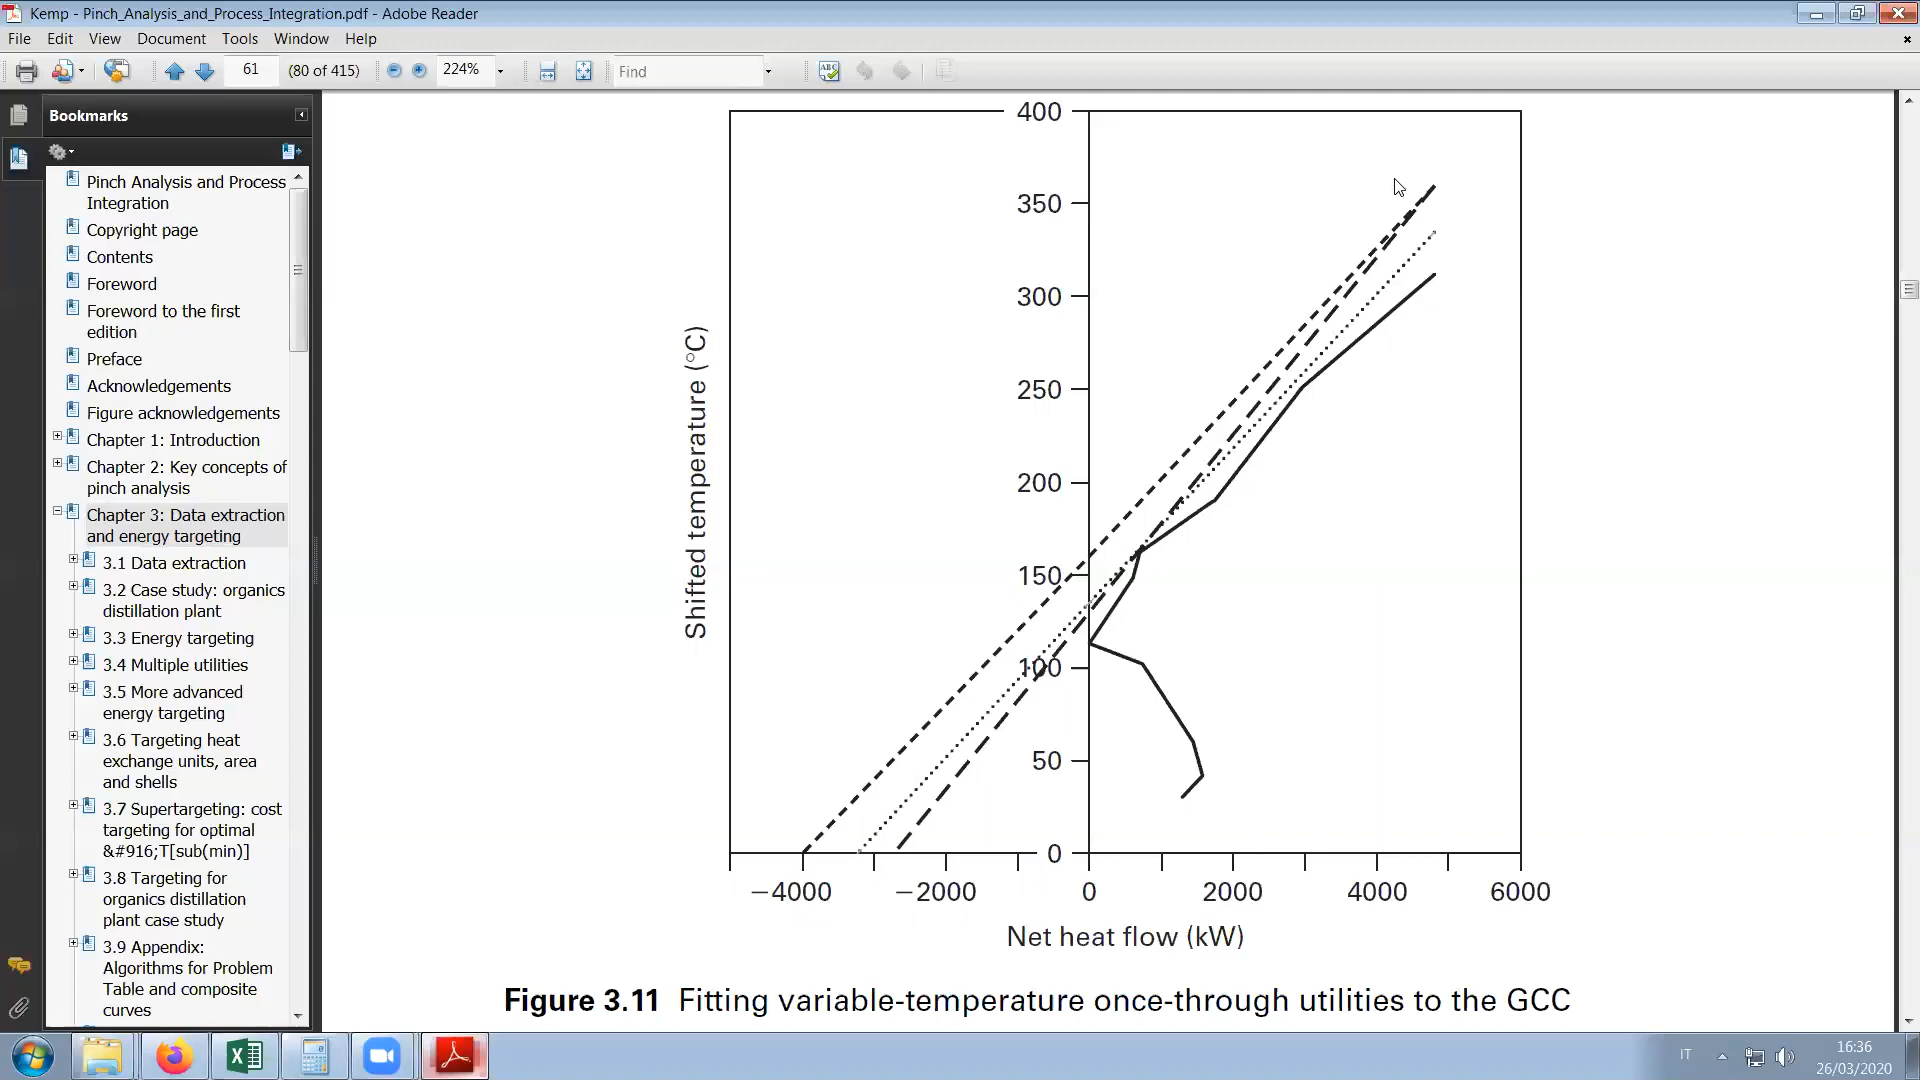 Kemp - Pinch_Analysis_and_Process_Integration.pdf - Adobe Reader
File Edit View Document Tools Window Help
61 (80 of 415) 224% Find
Bookmarks
Pinch Analysis and Process
Integration
Copyright page
Contents
Foreword
Foreword to the first
edition
Preface
Acknowledgements
Figure acknowledgements
Chapter 1: Introduction
Chapter 2: Key concepts of
pinch analysis
Chapter 3: Data extraction
and energy targeting
3.1 Data extraction
3.2 Case study: organics
distillation plant
3.3 Energy targeting
3.4 Multiple utilities
3.5 More advanced
energy targeting
3.6 Targeting heat
exchange units, area
and shells
3.7 Supertargeting: cost
targeting for optimal
&#916;T[sub(min)]
3.8 Targeting for
organics distillation
plant case study
3.9 Appendix:
Algorithms for Problem
Table and composite
curves
400
350
300
250
200
150
100
50
0
Shifted temperature (°C)
−4000 −2000 0 2000 4000 6000
Net heat flow (kW)
Figure 3.11 Fitting variable-temperature once-through utilities to the GCC
IT
16:36
26/03/2020